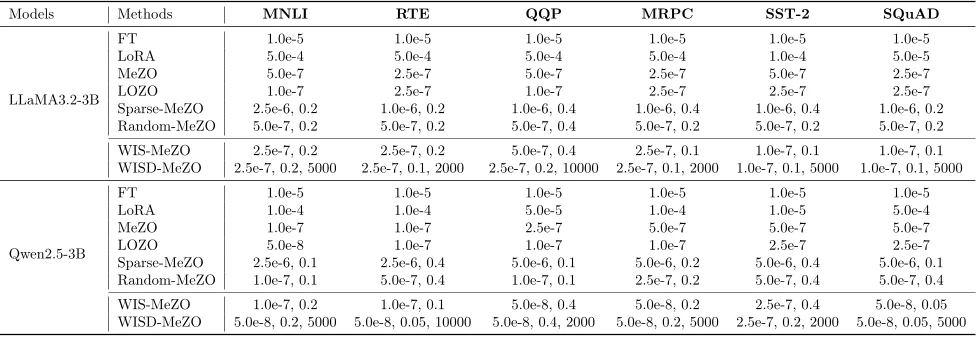 Models Methods MNLI RTE QQP MRPC SST-2 SQuAD
FT 1.0e-5 1.0e-5 1.0e-5 1.0e-5 1.0e-5 1.0e-5
LoRA 5.0e-4 5.0e-4 5.0e-4 5.0e-4 1.0e-4 5.0e-5
MeZO 5.0e-7 2.5e-7 5.0e-7 2.5e-7 5.0e-7 2.5e-7
LOZO 1.0e-7 2.5e-7 1.0e-7 2.5e-7 2.5e-7 2.5e-7
LLaMA3.2-3B
Sparse-MeZO 2.5e-6, 0.2 1.0e-6, 0.2 1.0e-6, 0.4 1.0e-6, 0.4 1.0e-6, 0.4 1.0e-6, 0.2
Random-MeZO 5.0e-7, 0.2 5.0e-7, 0.2 5.0e-7, 0.4 5.0e-7, 0.2 5.0e-7, 0.2 5.0e-7, 0.2
WIS-MeZO 2.5e-7, 0.2 2.5e-7, 0.2 5.0e-7, 0.4 2.5e-7, 0.1 1.0e-7, 0.1 1.0e-7, 0.1
WISD-MeZO 2.5e-7, 0.2, 5000 2.5e-7, 0.1, 2000 2.5e-7, 0.2, 10000 2.5e-7, 0.1, 2000 1.0e-7, 0.1, 5000 1.0e-7, 0.1, 5000
FT 1.0e-5 1.0e-5 1.0e-5 1.0e-5 1.0e-5 1.0e-5
LoRA 1.0e-4 1.0e-4 5.0e-5 1.0e-4 1.0e-5 5.0e-4
MeZO 1.0e-7 1.0e-7 2.5e-7 5.0e-7 5.0e-7 5.0e-7
LOZO 5.0e-8 1.0e-7 1.0e-7 1.0e-7 2.5e-7 2.5e-7
Qwen2.5-3B
Sparse-MeZO 2.5e-6, 0.1 2.5e-6, 0.4 5.0e-6, 0.1 5.0e-6, 0.2 5.0e-6, 0.4 5.0e-6, 0.1
Random-MeZO 1.0e-7, 0.1 5.0e-7, 0.4 1.0e-7, 0.1 2.5e-7, 0.2 5.0e-7, 0.4 5.0e-7, 0.4
WIS-MeZO 1.0e-7, 0.2 1.0e-7, 0.1 5.0e-8, 0.4 5.0e-8, 0.2 2.5e-7, 0.4 5.0e-8, 0.05
WISD-MeZO 5.0e-8, 0.2, 5000 5.0e-8, 0.05, 10000 5.0e-8, 0.4, 2000 5.0e-8, 0.2, 5000 2.5e-7, 0.2, 2000 5.0e-8, 0.05, 5000